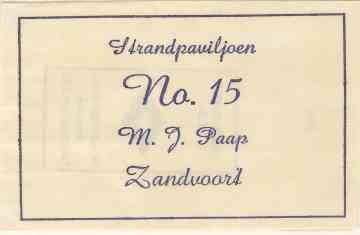 Strandpaviljoen
No. 15
M. J. Paap
Zandvoort